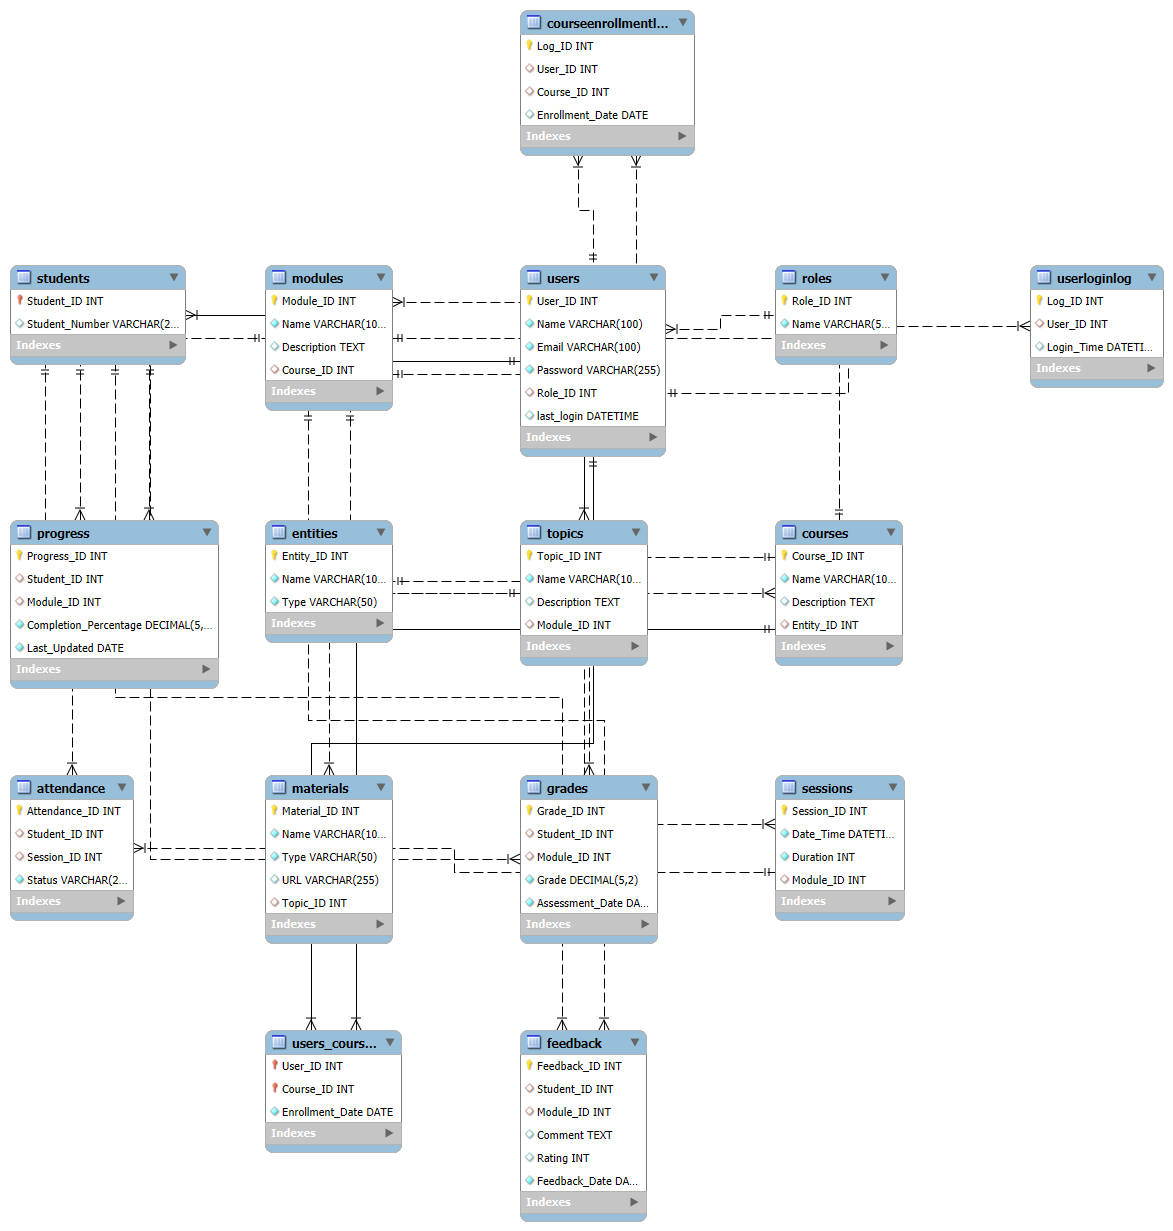 courseenrollmentl...
Log_ID INT
User_ID INT
Course_ID INT
Enrollment_Date DATE
Indexes
students
Student_ID INT
Student_Number VARCHAR(2...
Indexes
modules
Module_ID INT
Name VARCHAR(10...
Description TEXT
Course_ID INT
Indexes
users
User_ID INT
Name VARCHAR(100)
Email VARCHAR(100)
Password VARCHAR(255)
Role_ID INT
last_login DATETIME
Indexes
roles
Role_ID INT
Name VARCHAR(5...
Indexes
userloginlog
Log_ID INT
User_ID INT
Login_Time DATETI...
Indexes
progress
Progress_ID INT
Student_ID INT
Module_ID INT
Completion_Percentage DECIMAL(5,...
Last_Updated DATE
Indexes
entities
Entity_ID INT
Name VARCHAR(10...
Type VARCHAR(50)
Indexes
topics
Topic_ID INT
Name VARCHAR(10...
Description TEXT
Module_ID INT
Indexes
courses
Course_ID INT
Name VARCHAR(10...
Description TEXT
Entity_ID INT
Indexes
attendance
Attendance_ID INT
Student_ID INT
Session_ID INT
Status VARCHAR(2...
Indexes
materials
Material_ID INT
Name VARCHAR(10...
Type VARCHAR(50)
URL VARCHAR(255)
Topic_ID INT
Indexes
grades
Grade_ID INT
Student_ID INT
Module_ID INT
Grade DECIMAL(5,2)
Assessment_Date DA...
Indexes
sessions
Session_ID INT
Date_Time DATETI...
Duration INT
Module_ID INT
Indexes
users_cours...
User_ID INT
Course_ID INT
Enrollment_Date DATE
Indexes
feedback
Feedback_ID INT
Student_ID INT
Module_ID INT
Comment TEXT
Rating INT
Feedback_Date DA...
Indexes